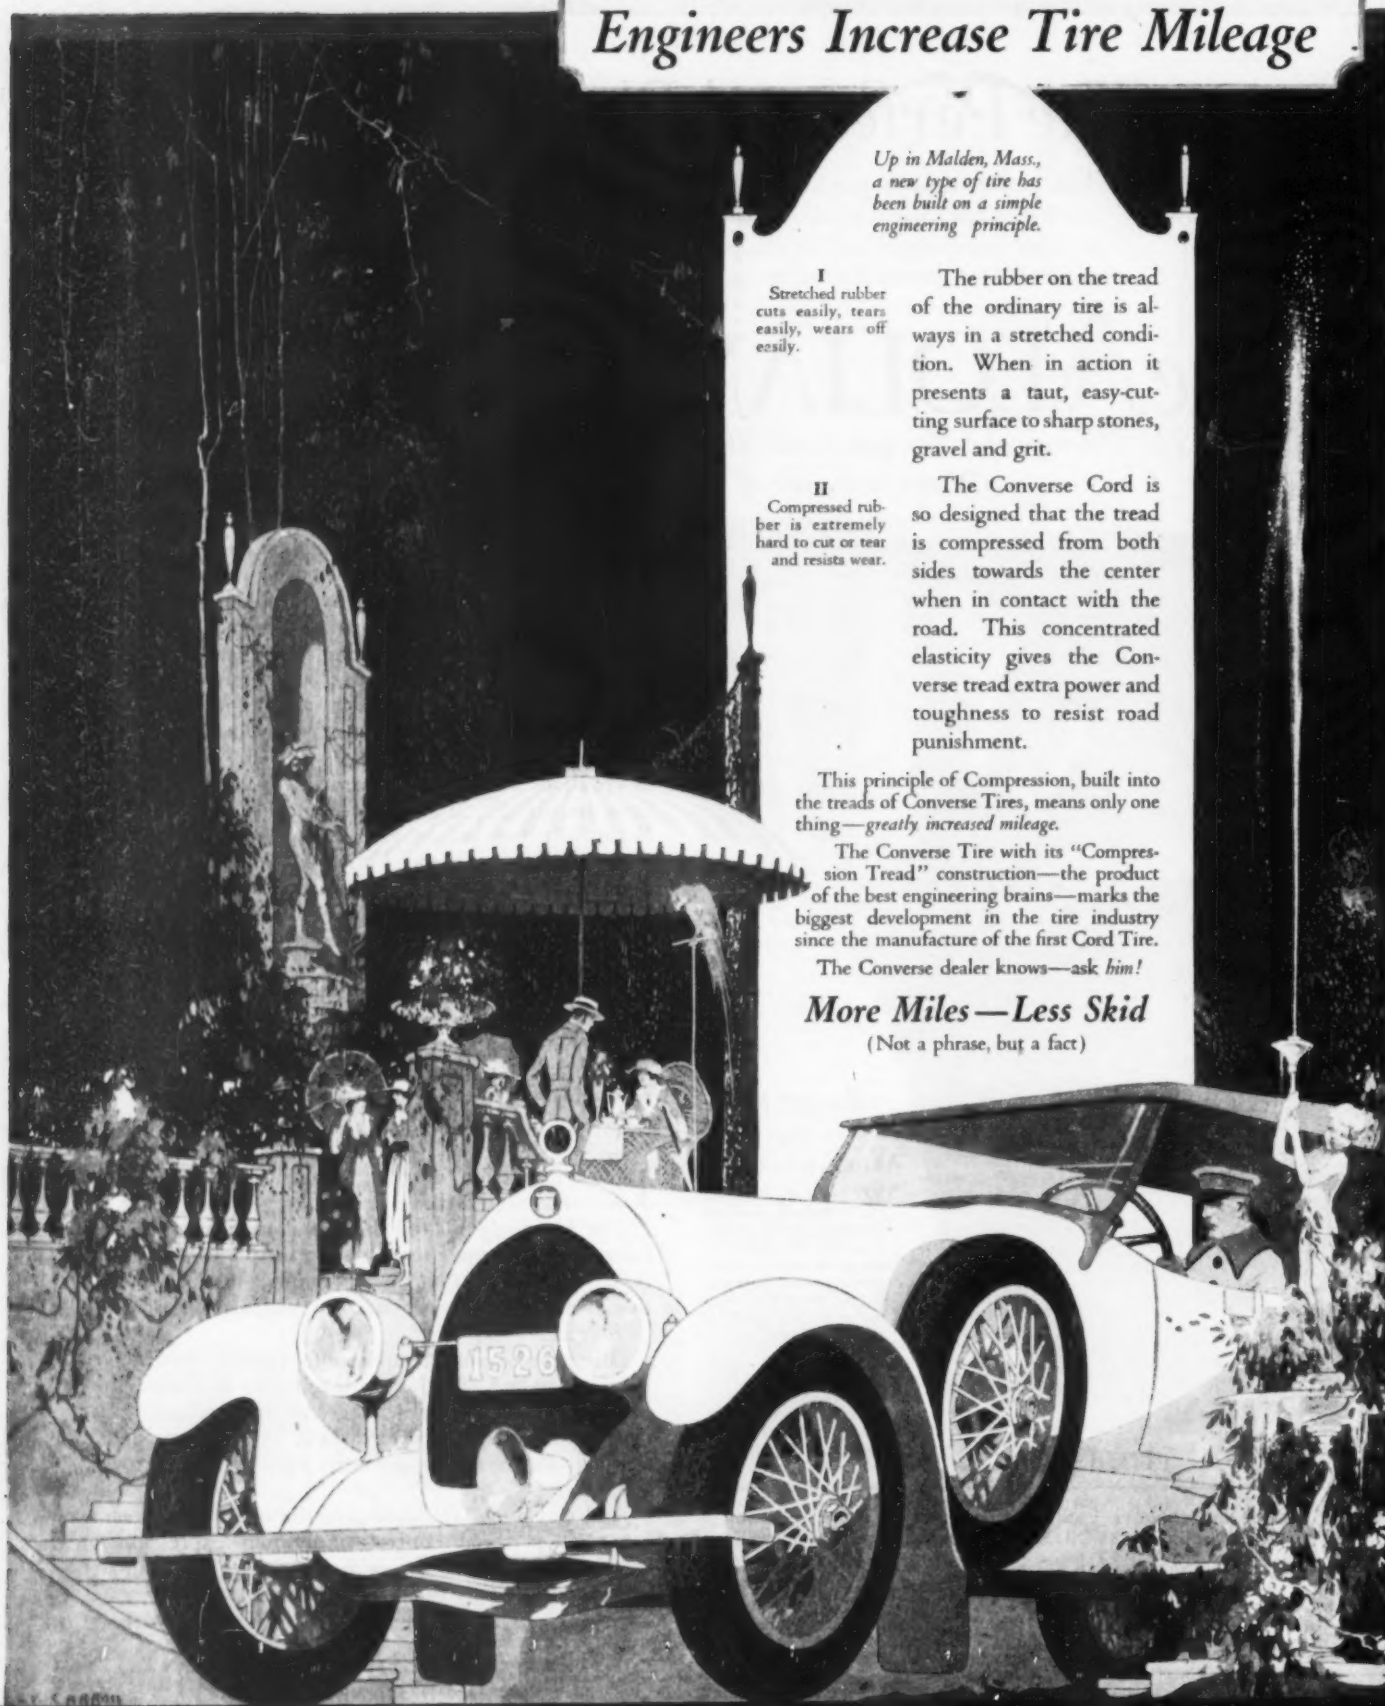 Engineers Increase Tire Mileage
Up in Malden, Mass.,
a new type of tire has
been built on a simple
engineering principle.
I
Stretched rubber
cuts easily, tears
easily, wears off
easily.
The rubber on the tread
of the ordinary tire is al-
ways in a stretched condi-
tion. When in action it
presents a taut, easy-cut-
ting surface to sharp stones,
gravel and grit.
II
Compressed rub-
ber is extremely
hard to cut or tear
and resists wear.
The Converse Cord is
so designed that the tread
is compressed from both
sides towards the center
when in contact with the
road. This concentrated
elasticity gives the Con-
verse tread extra power and
toughness to resist road
punishment.
This principle of Compression, built into
the treads of Converse Tires, means only one
thing—greatly increased mileage.
The Converse Tire with its “Compres-
sion Tread” construction—the product
of the best engineering brains—marks the
biggest development in the tire industry
since the manufacture of the first Cord Tire.
The Converse dealer knows—ask him!
More Miles—Less Skid
(Not a phrase, but a fact)
1526